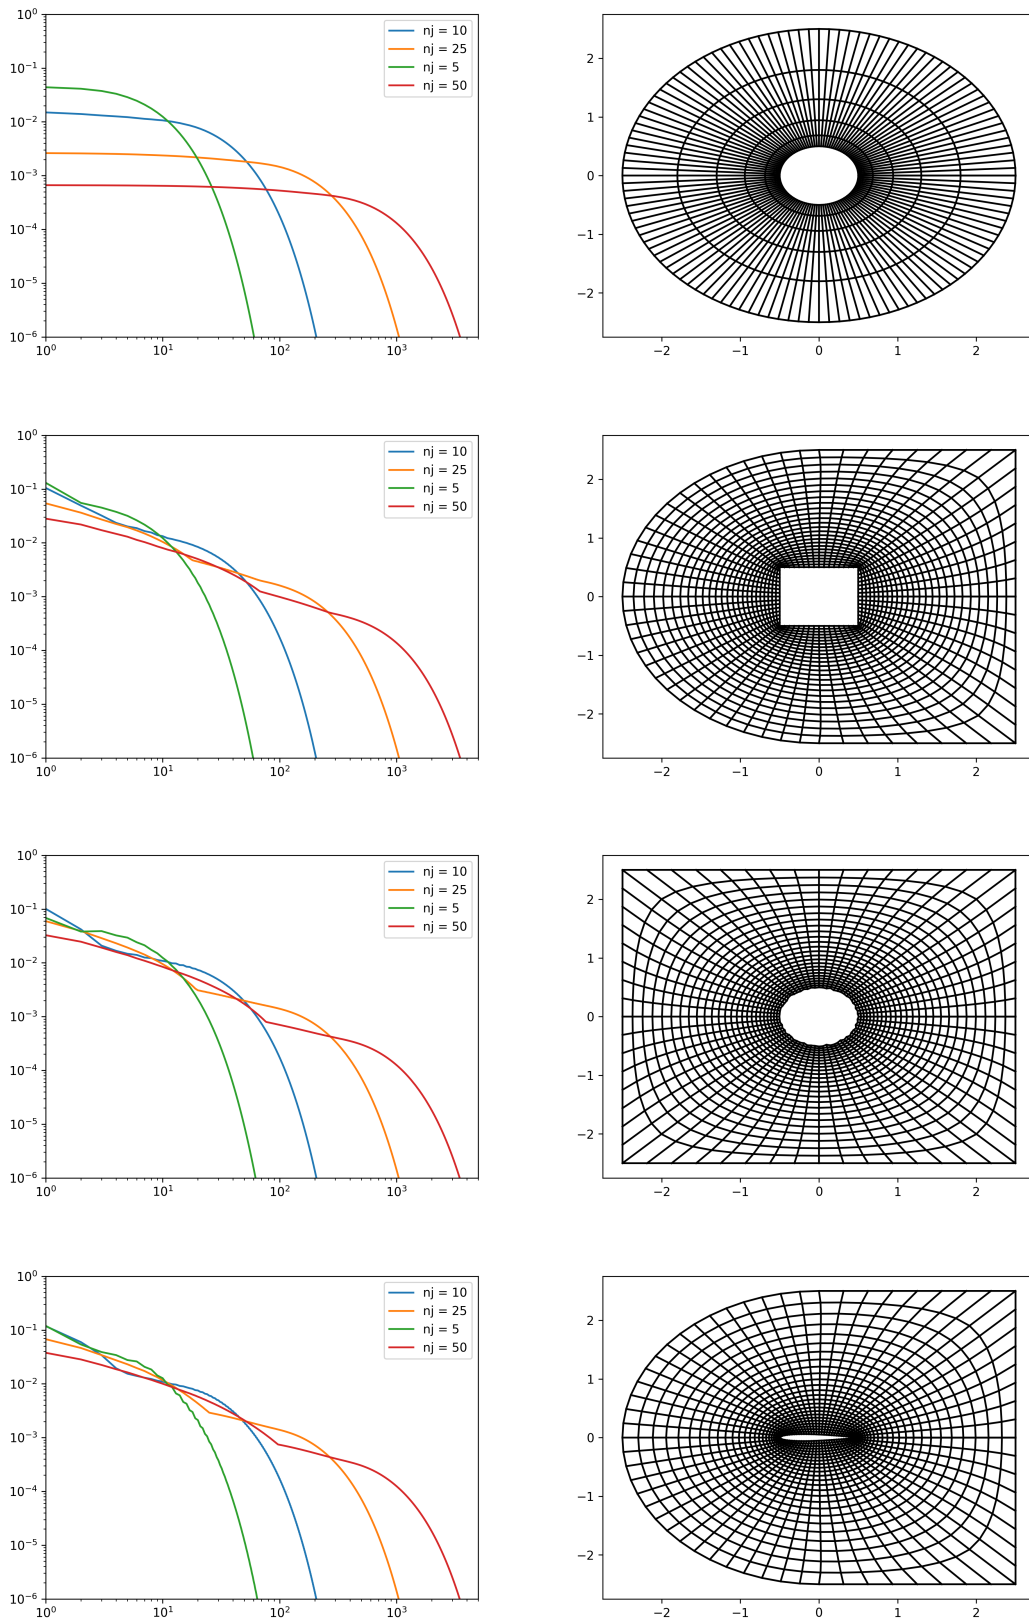 10⁰
10⁻¹
10⁻²
10⁻³
10⁻⁴
10⁻⁵
10⁻⁶
10⁰ 10¹ 10² 10³
nj = 10
nj = 25
nj = 5
nj = 50
2
1
0
−1
−2
−2 −1 0 1 2
10⁰
10⁻¹
10⁻²
10⁻³
10⁻⁴
10⁻⁵
10⁻⁶
10⁰ 10¹ 10² 10³
nj = 10
nj = 25
nj = 5
nj = 50
2
1
0
−1
−2
−2 −1 0 1 2
10⁰
10⁻¹
10⁻²
10⁻³
10⁻⁴
10⁻⁵
10⁻⁶
10⁰ 10¹ 10² 10³
nj = 10
nj = 25
nj = 5
nj = 50
2
1
0
−1
−2
−2 −1 0 1 2
10⁰
10⁻¹
10⁻²
10⁻³
10⁻⁴
10⁻⁵
10⁻⁶
10⁰ 10¹ 10² 10³
nj = 10
nj = 25
nj = 5
nj = 50
2
1
0
−1
−2
−2 −1 0 1 2